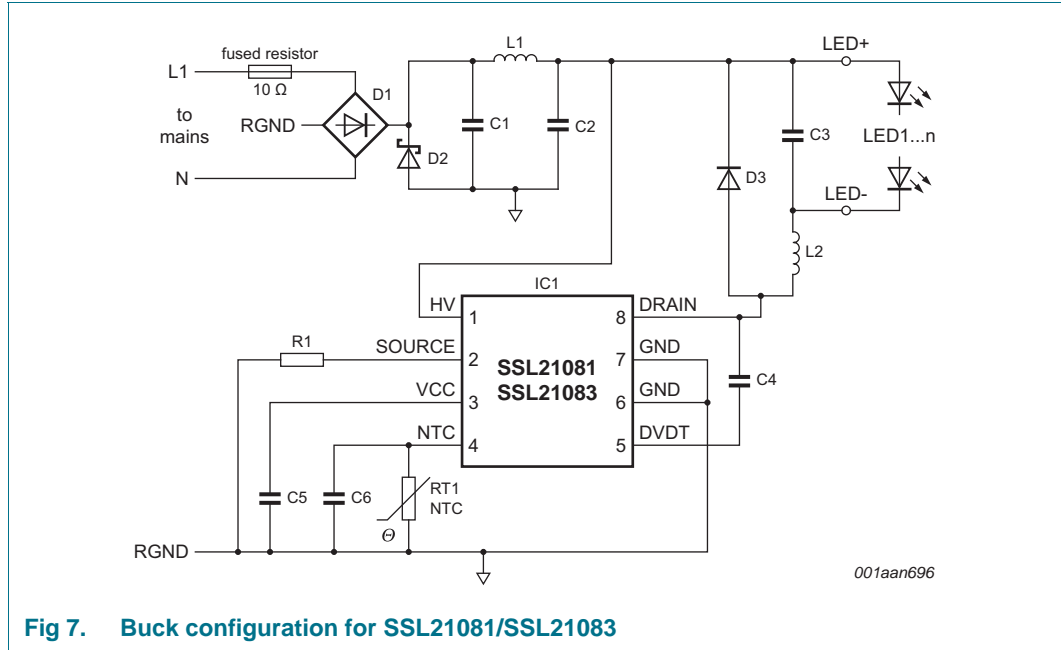 L1
fused resistor
10 Ω
to
mains
N
RGND
D1
D2
C1
L1
C2
D3
C3
LED+
LED1...n
LED-
L2
IC1
HV
1
SOURCE
2
VCC
3
NTC
4
SSL21081
SSL21083
DRAIN
8
GND
7
GND
6
DVDT
5
C4
R1
C5
C6
RT1
NTC
Θ
RGND
001aan696
Fig 7. Buck configuration for SSL21081/SSL21083